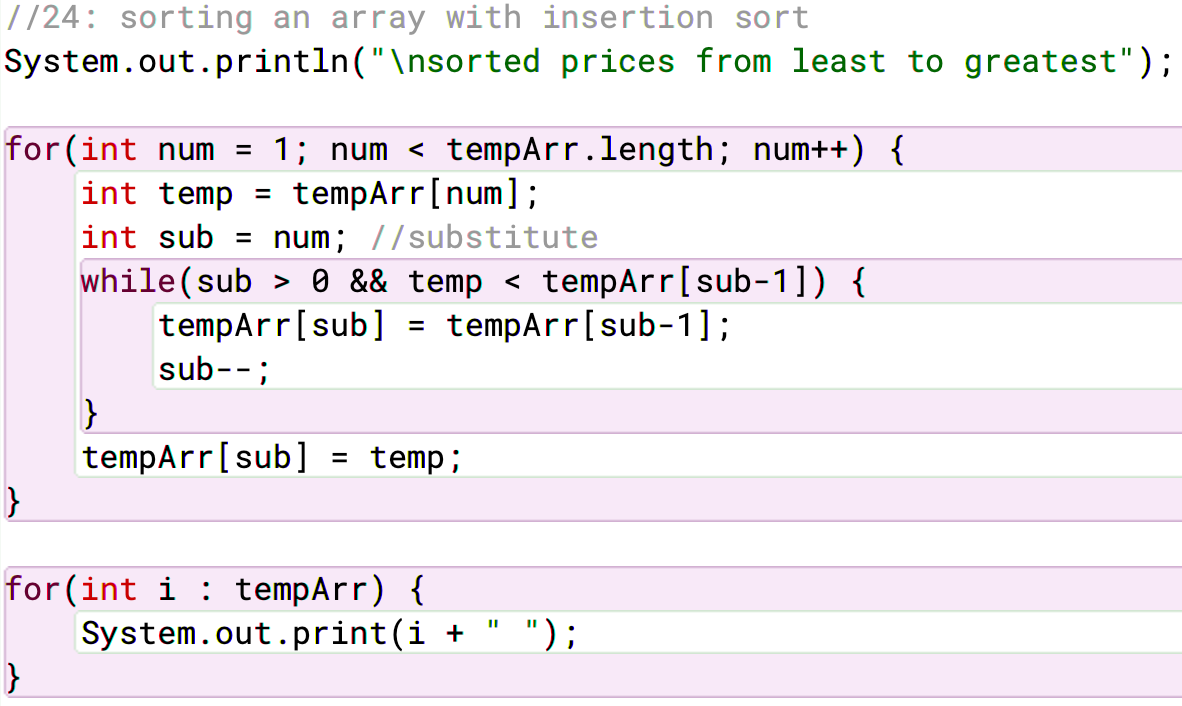 //24: sorting an array with insertion sort
System.out.println("\nsorted prices from least to greatest");
for(int num = 1; num < tempArr.length; num++) {
int temp = tempArr[num];
int sub = num; //substitute
while(sub > 0 && temp < tempArr[sub-1]) {
tempArr[sub] = tempArr[sub-1];
sub--;
}
tempArr[sub] = temp;
}
for(int i : tempArr) {
System.out.print(i + " ");
}